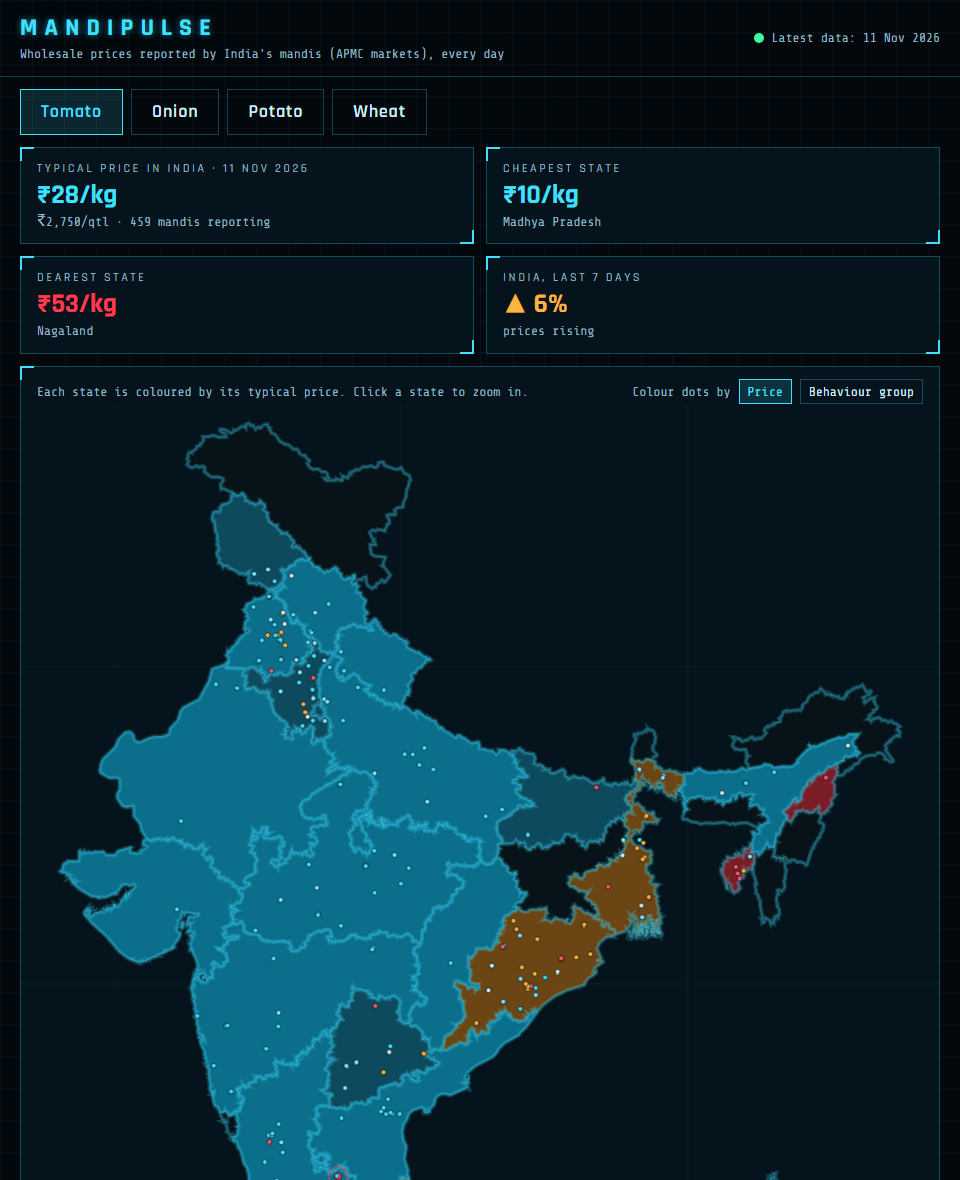 MANDIPULSE
Wholesale prices reported by India's mandis (APMC markets), every day
Latest data: 11 Nov 2026
Tomato
Onion
Potato
Wheat
TYPICAL PRICE IN INDIA · 11 NOV 2026
₹28/kg
₹2,750/qtl · 459 mandis reporting
CHEAPEST STATE
₹10/kg
Madhya Pradesh
DEAREST STATE
₹53/kg
Nagaland
INDIA, LAST 7 DAYS
▲ 6%
prices rising
Each state is coloured by its typical price. Click a state to zoom in.
Colour dots by
Price
Behaviour group